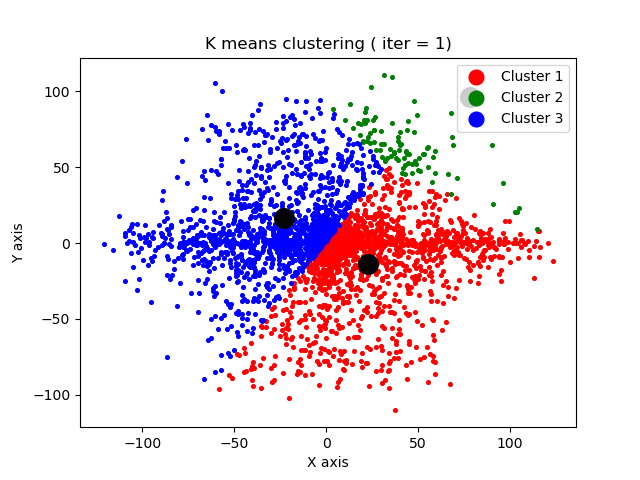 K means clustering ( iter = 1)
Cluster 1
Cluster 2
Cluster 3
100
50
0
−50
−100
Y axis
−100 −50 0 50 100
X axis